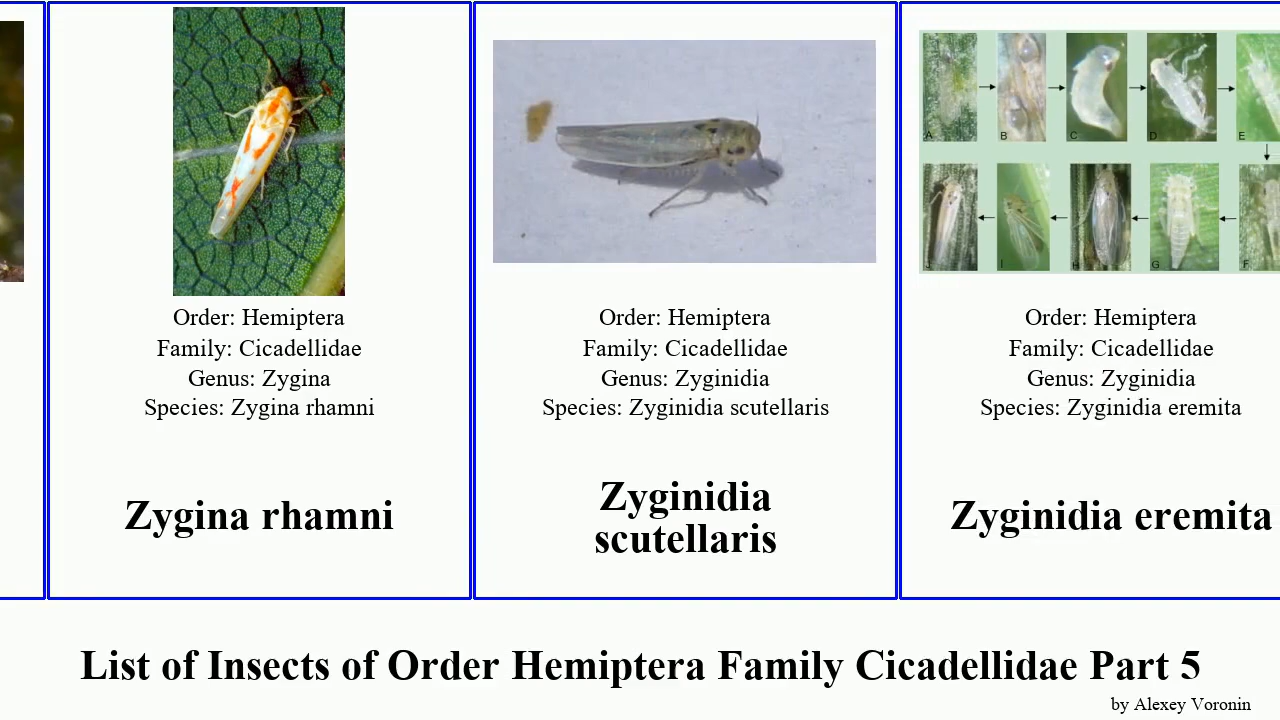 Order: Hemiptera
Family: Cicadellidae
Genus: Zygina
Species: Zygina rhamni
Zygina rhamni
Order: Hemiptera
Family: Cicadellidae
Genus: Zyginidia
Species: Zyginidia scutellaris
Zyginidia
scutellaris
A
B
C
D
E
I
H
G
F
Order: Hemiptera
Family: Cicadellidae
Genus: Zyginidia
Species: Zyginidia eremita
Zyginidia eremita
List of Insects of Order Hemiptera Family Cicadellidae Part 5
by Alexey Voronin